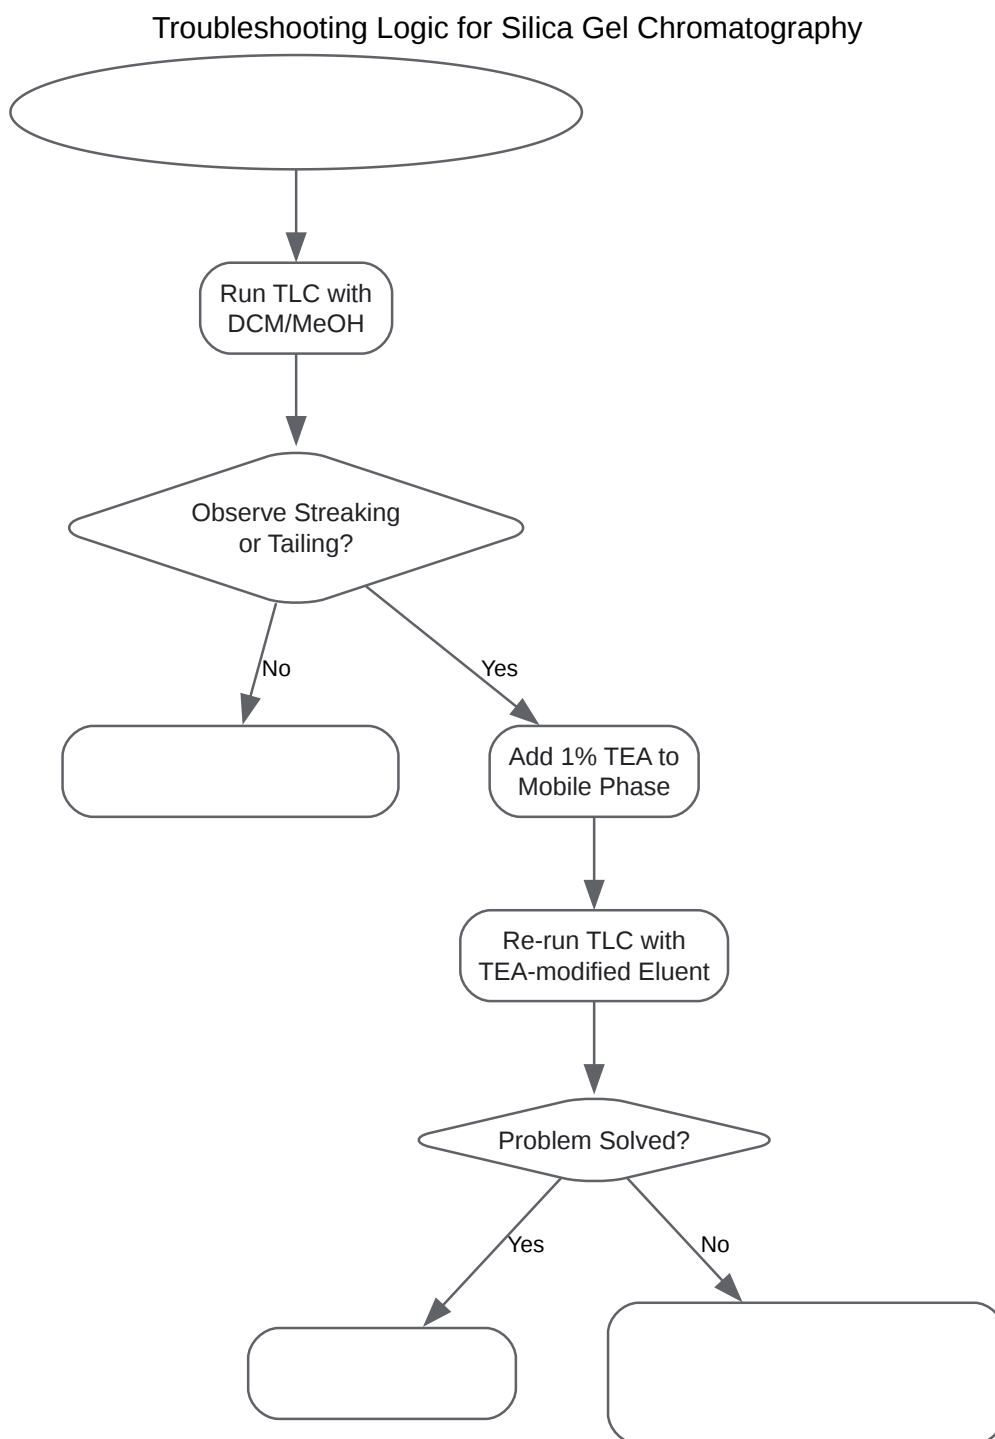 Troubleshooting Logic for Silica Gel Chromatography
Run TLC with
DCM/MeOH
Observe Streaking
or Tailing?
No
Yes
Add 1% TEA to
Mobile Phase
Re-run TLC with
TEA-modified Eluent
Problem Solved?
Yes
No